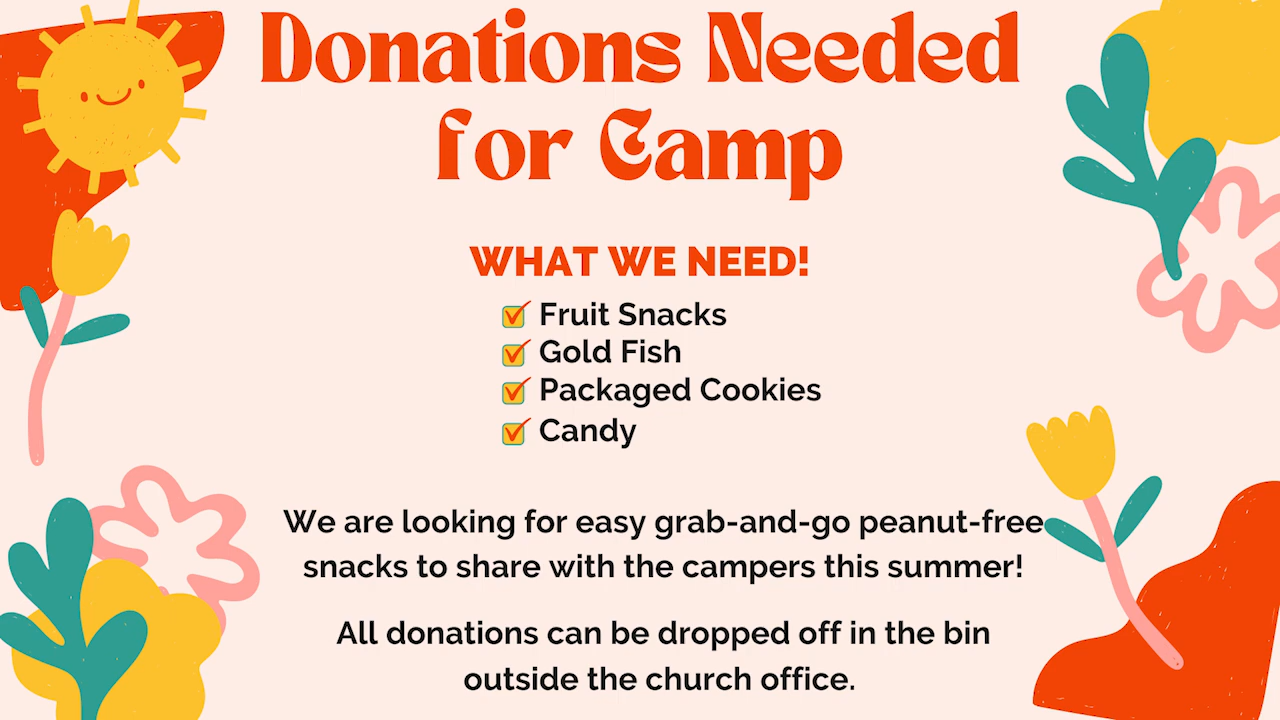 Donations Needed
for Camp
WHAT WE NEED!
Fruit Snacks
Gold Fish
Packaged Cookies
Candy
We are looking for easy grab-and-go peanut-free
snacks to share with the campers this summer!
All donations can be dropped off in the bin
outside the church office.